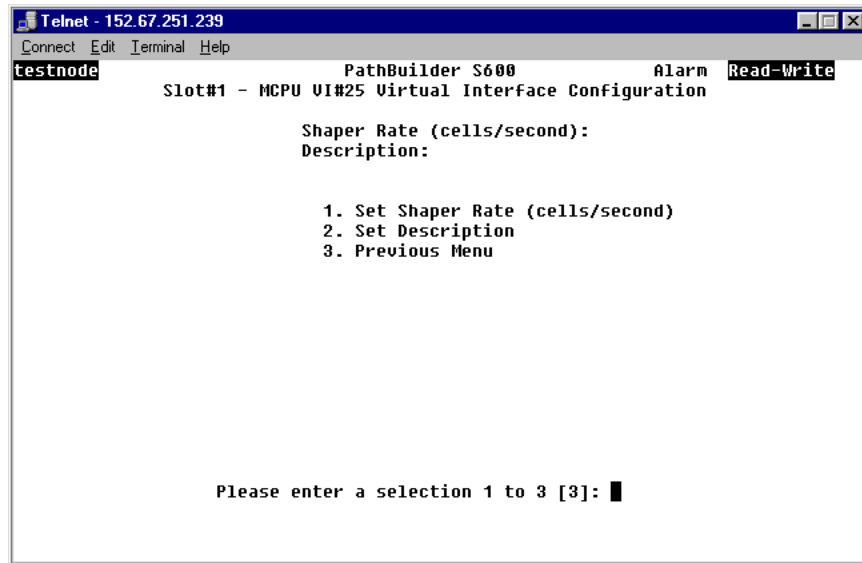 Telnet - 152.67.251.239
Connect Edit Terminal Help
testnode PathBuilder S600 Alarm Read-Write
Slot#1 - MCPU VI#25 Virtual Interface Configuration
Shaper Rate (cells/second):
Description:
1. Set Shaper Rate (cells/second)
2. Set Description
3. Previous Menu
Please enter a selection 1 to 3 [3]: